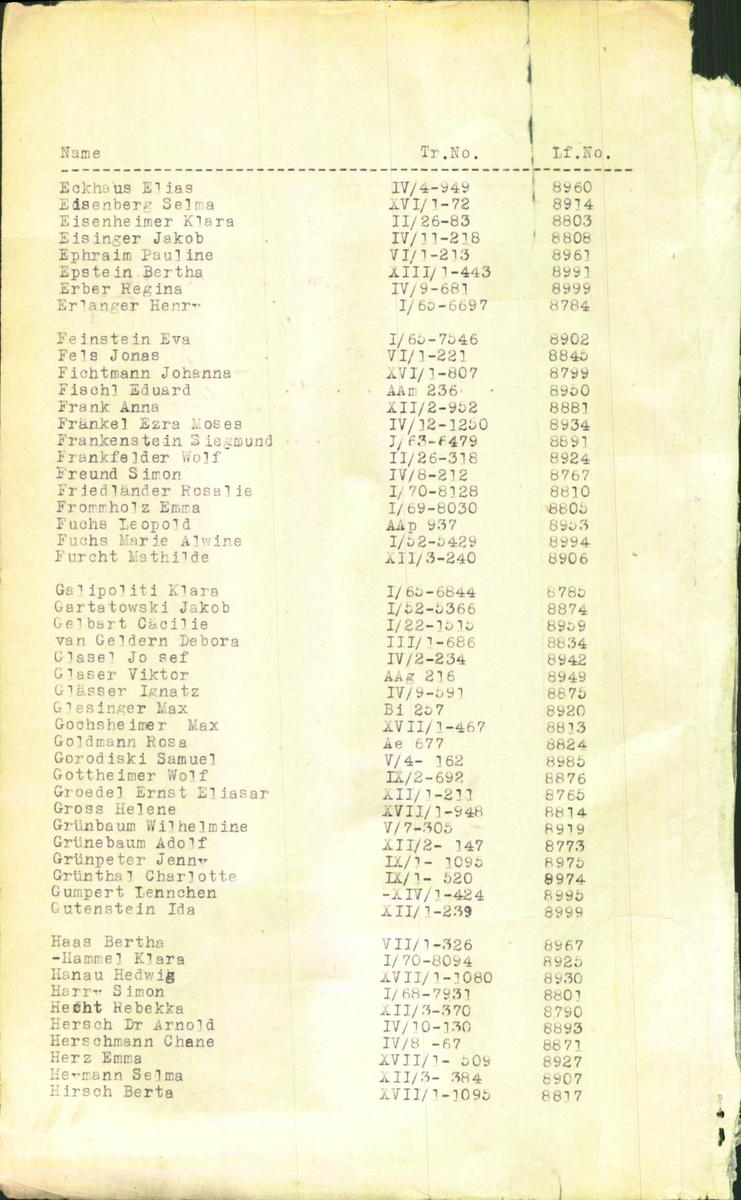 Name Tr.No. Lf.No.
Eckhaus Elias IV/4-949 8960
Eisenberg Selma XVI/1-72 8914
Eisenheimer Klara II/26-83 8803
Eisinger Jakob IV/11-218 8808
Ephraim Pauline VI/1-213 8961
Epstein Bertha XIII/1-443 8991
Erber Regina IV/9-681 8999
Erlanger Henry I/65-6697 8784
Feinstein Eva I/65-7546 8902
Fels Jonas VI/1-221 8845
Fichtmann Johanna XVI/1-807 8799
Fischl Eduard AAm 236 8950
Frank Anna XII/2-952 8881
Fränkel Ezra Moses IV/12-1250 8934
Frankenstein Siegmund I/63-6479 8891
Frankfelder Wolf II/26-318 8924
Freund Simon IV/8-212 8767
Friedländer Rosalie I/70-8128 8810
Frommholz Emma I/69-8030 8805
Fuchs Leopold AAp 937 8953
Fuchs Marie Alwine I/52-5429 8994
Furcht Mathilde XII/3-240 8906
Galipoliti Klara I/65-6844 8785
Gartatowski Jakob I/52-5366 8874
Gelbart Cäcilie I/22-1515 8959
van Geldern Debora III/1-686 8834
Glasel Jo sef IV/2-234 8942
Glaser Viktor AAg 216 8949
Glässer Ignatz IV/9-591 8875
Glesinger Max Bi 257 8920
Gochsheimer Max XVII/1-467 8813
Goldmann Rosa Ae 677 8824
Gorodiski Samuel V/4- 162 8985
Gottheimer Wolf IX/2-692 8876
Groedel Ernst Eliasar XII/1-211 8765
Gross Helene XVII/1-948 8814
Grünbaum Wilhelmine V/7-305 8919
Grünebaum Adolf XII/2- 147 8773
Grünpeter Jenny IX/1- 1095 8975
Grünthal Charlotte IX/1- 520 8974
Gumpert Lennchen -XIV/1-424 8995
Gutenstein Ida XII/1-239 8999
Haas Bertha VII/1-326 8967
-Hammel Klara I/70-8094 8925
Hanau Hedwig XVII/1-1080 8930
Harry Simon I/68-7931 8801
Hecht Rebekka XII/3-370 8790
Hersch Dr Arnold IV/10-130 8893
Herschmann Chane IV/8 -67 8871
Herz Emma XVII/1- 509 8927
Heymann Selma XII/3- 384 8907
Hirsch Berta XVII/1-1095 8817